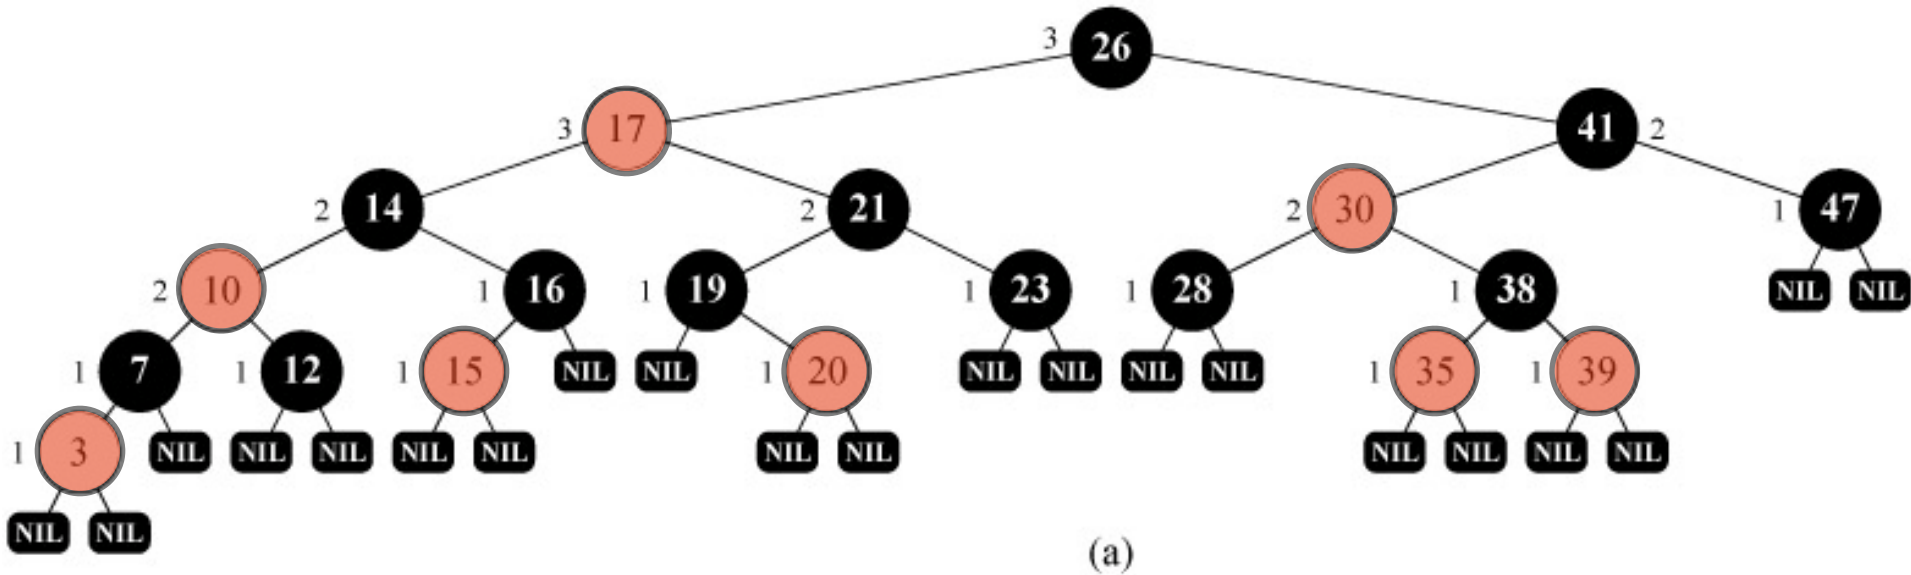 3 26
3 17 41 2
2 14 2 21 2 30 1 47
2 10 1 16 1 19 1 23 1 28 1 38 NIL NIL
1 7 1 12 1 15 NIL NIL 1 20 NIL NIL NIL NIL 1 35 1 39
1 3 NIL NIL NIL NIL NIL NIL NIL NIL NIL NIL NIL
NIL NIL
(a)